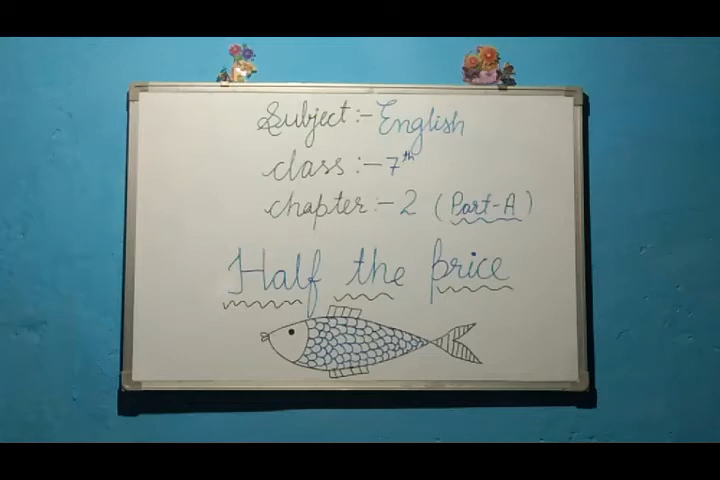 Subject :- English
class :- 7th
chapter :- 2 (Part-A)
Half the price